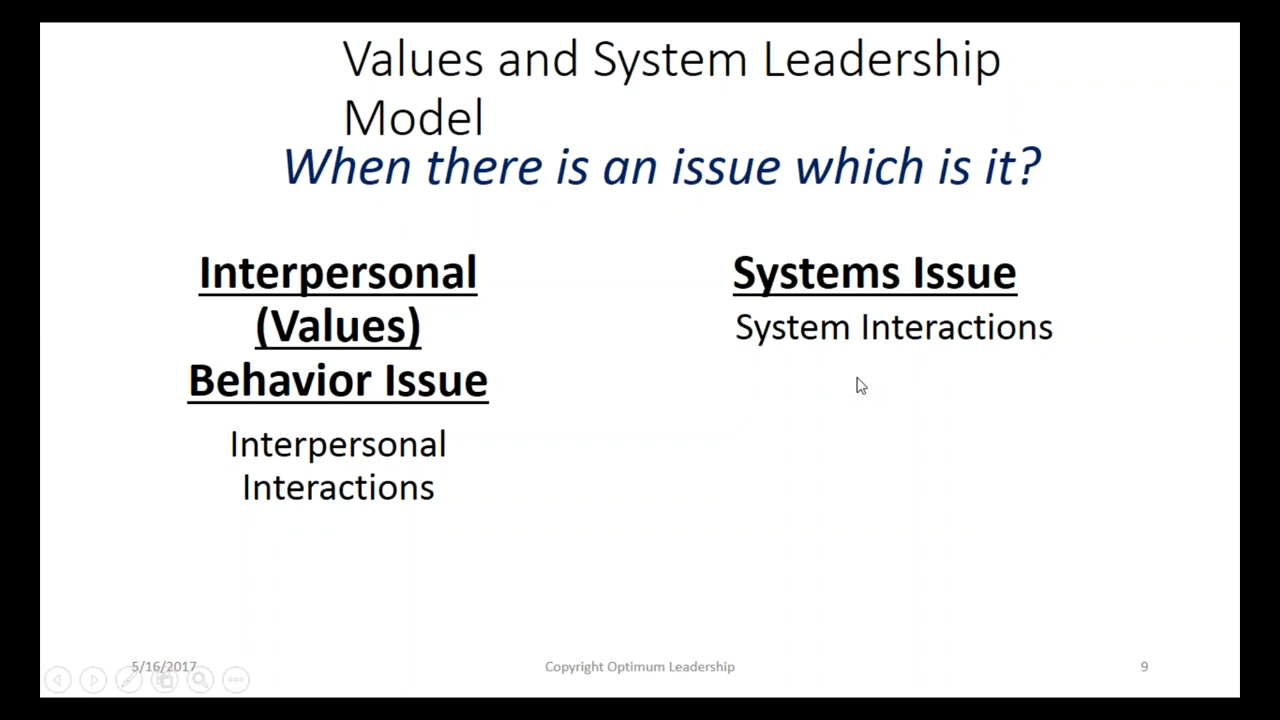 Values and System Leadership
Model
When there is an issue which is it?
Interpersonal
(Values)
Behavior Issue
Interpersonal
Interactions
Systems Issue
System Interactions
5/16/2017
Copyright Optimum Leadership
9